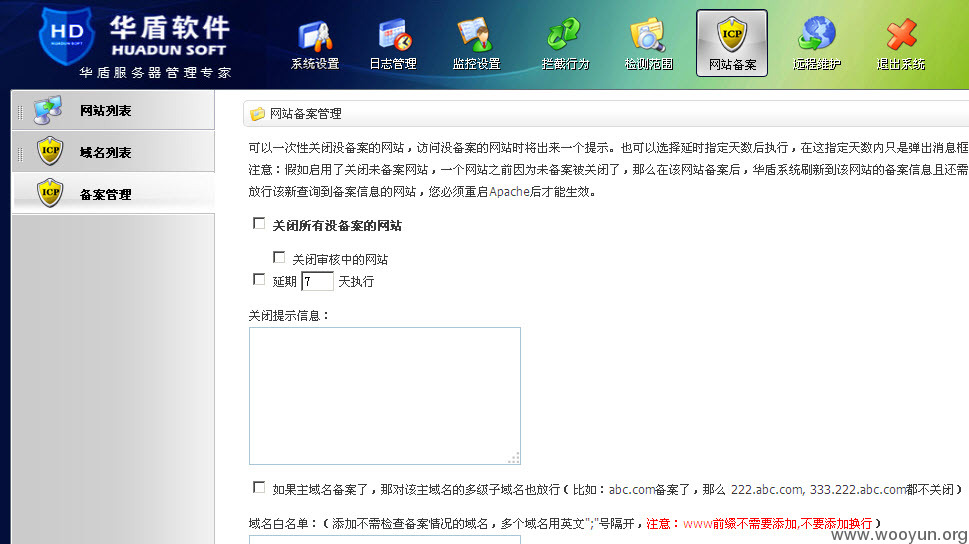 HD
HUADUN SOFT
华盾软件
HUADUN SOFT
华盾服务器管理专家
系统设置
日志管理
监控设置
拦截行为
检测范围
ICP
网站备案
远程维护
退出系统
网站列表
ICP
域名列表
ICP
备案管理
网站备案管理
可以一次性关闭没备案的网站，访问没备案的网站时将出来一个提示。也可以选择延时指定天数后执行，在这指定天数内只是弹出消息框
注意：假如启用了关闭未备案网站，一个网站之前因为未备案被关闭了，那么在该网站备案后，华盾系统刷新到该网站的备案信息且还需
放行该新查询到备案信息的网站，您必须重启Apache后才能生效。
关闭所有没备案的网站
关闭审核中的网站
延期 7 天执行
关闭提示信息：
如果主域名备案了，那对该主域名的多级子域名也放行（比如：abc.com备案了，那么 222.abc.com, 333.222.abc.com都不关闭）
域名白名单：（添加不需检查备案情况的域名，多个域名用英文";"号隔开，注意：www前缀不需要添加,不要添加换行）
www.wooyun.org